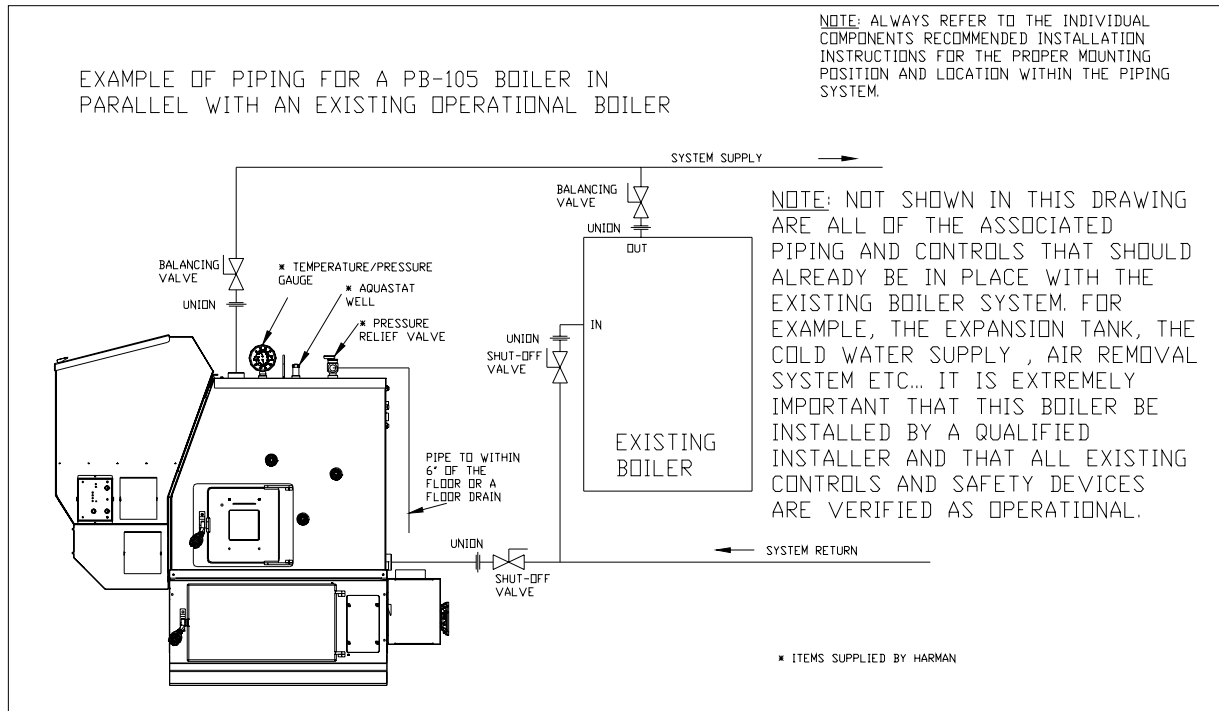 NOTE: ALWAYS REFER TO THE INDIVIDUAL
COMPONENTS RECOMMENDED INSTALLATION
INSTRUCTIONS FOR THE PROPER MOUNTING
POSITION AND LOCATION WITHIN THE PIPING
SYSTEM.
EXAMPLE OF PIPING FOR A PB-105 BOILER IN
PARALLEL WITH AN EXISTING OPERATIONAL BOILER
SYSTEM SUPPLY
BALANCING
VALVE
UNION
OUT
NOTE: NOT SHOWN IN THIS DRAWING
ARE ALL OF THE ASSOCIATED
PIPING AND CONTROLS THAT SHOULD
ALREADY BE IN PLACE WITH THE
EXISTING BOILER SYSTEM. FOR
EXAMPLE, THE EXPANSION TANK, THE
COLD WATER SUPPLY , AIR REMOVAL
SYSTEM ETC... IT IS EXTREMELY
IMPORTANT THAT THIS BOILER BE
INSTALLED BY A QUALIFIED
INSTALLER AND THAT ALL EXISTING
CONTROLS AND SAFETY DEVICES
ARE VERIFIED AS OPERATIONAL.
BALANCING
VALVE
UNION
* TEMPERATURE/PRESSURE
GAUGE
* AQUASTAT
WELL
* PRESSURE
RELIEF VALVE
IN
UNION
SHUT-OFF
VALVE
EXISTING
BOILER
PIPE TO WITHIN
6" OF THE
FLOOR OR A
FLOOR DRAIN
UNION
SHUT-OFF
VALVE
SYSTEM RETURN
* ITEMS SUPPLIED BY HARMAN